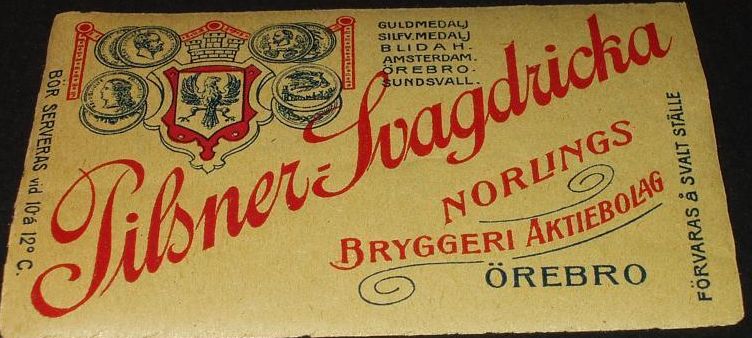 GULDMEDALJ
SILFV.MEDALJ
BLIDAH.
AMSTERDAM.
ÖREBRO.
SUNDSVALL.
BÖR SERVERAS vid 10 á 12° C.
Pilsner-Svagdricka
NORLINGS
BRYGGERI AKTIEBOLAG
ÖREBRO
FÖRVARAS Å SVALT STÄLLE